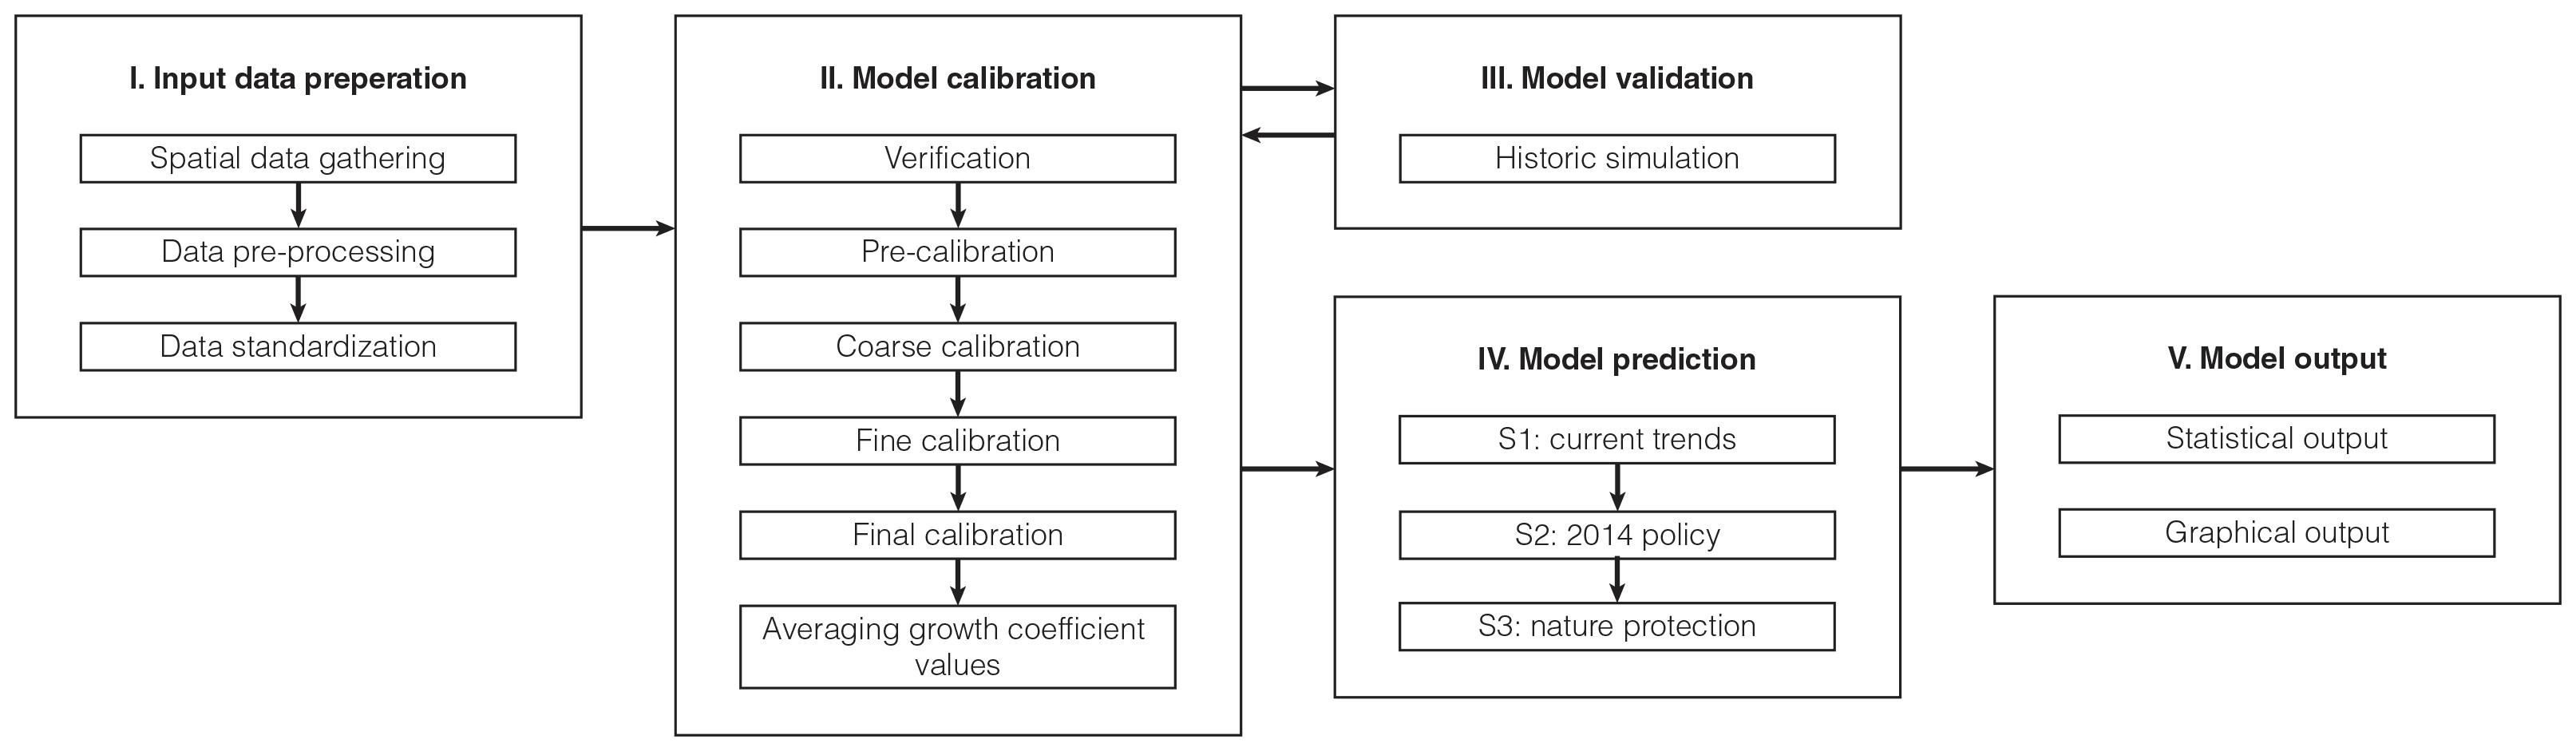 I. Input data preperation
Spatial data gathering
Data pre-processing
Data standardization
II. Model calibration
Verification
Pre-calibration
Coarse calibration
Fine calibration
Final calibration
Averaging growth coefficient
values
III. Model validation
Historic simulation
IV. Model prediction
S1: current trends
S2: 2014 policy
S3: nature protection
V. Model output
Statistical output
Graphical output